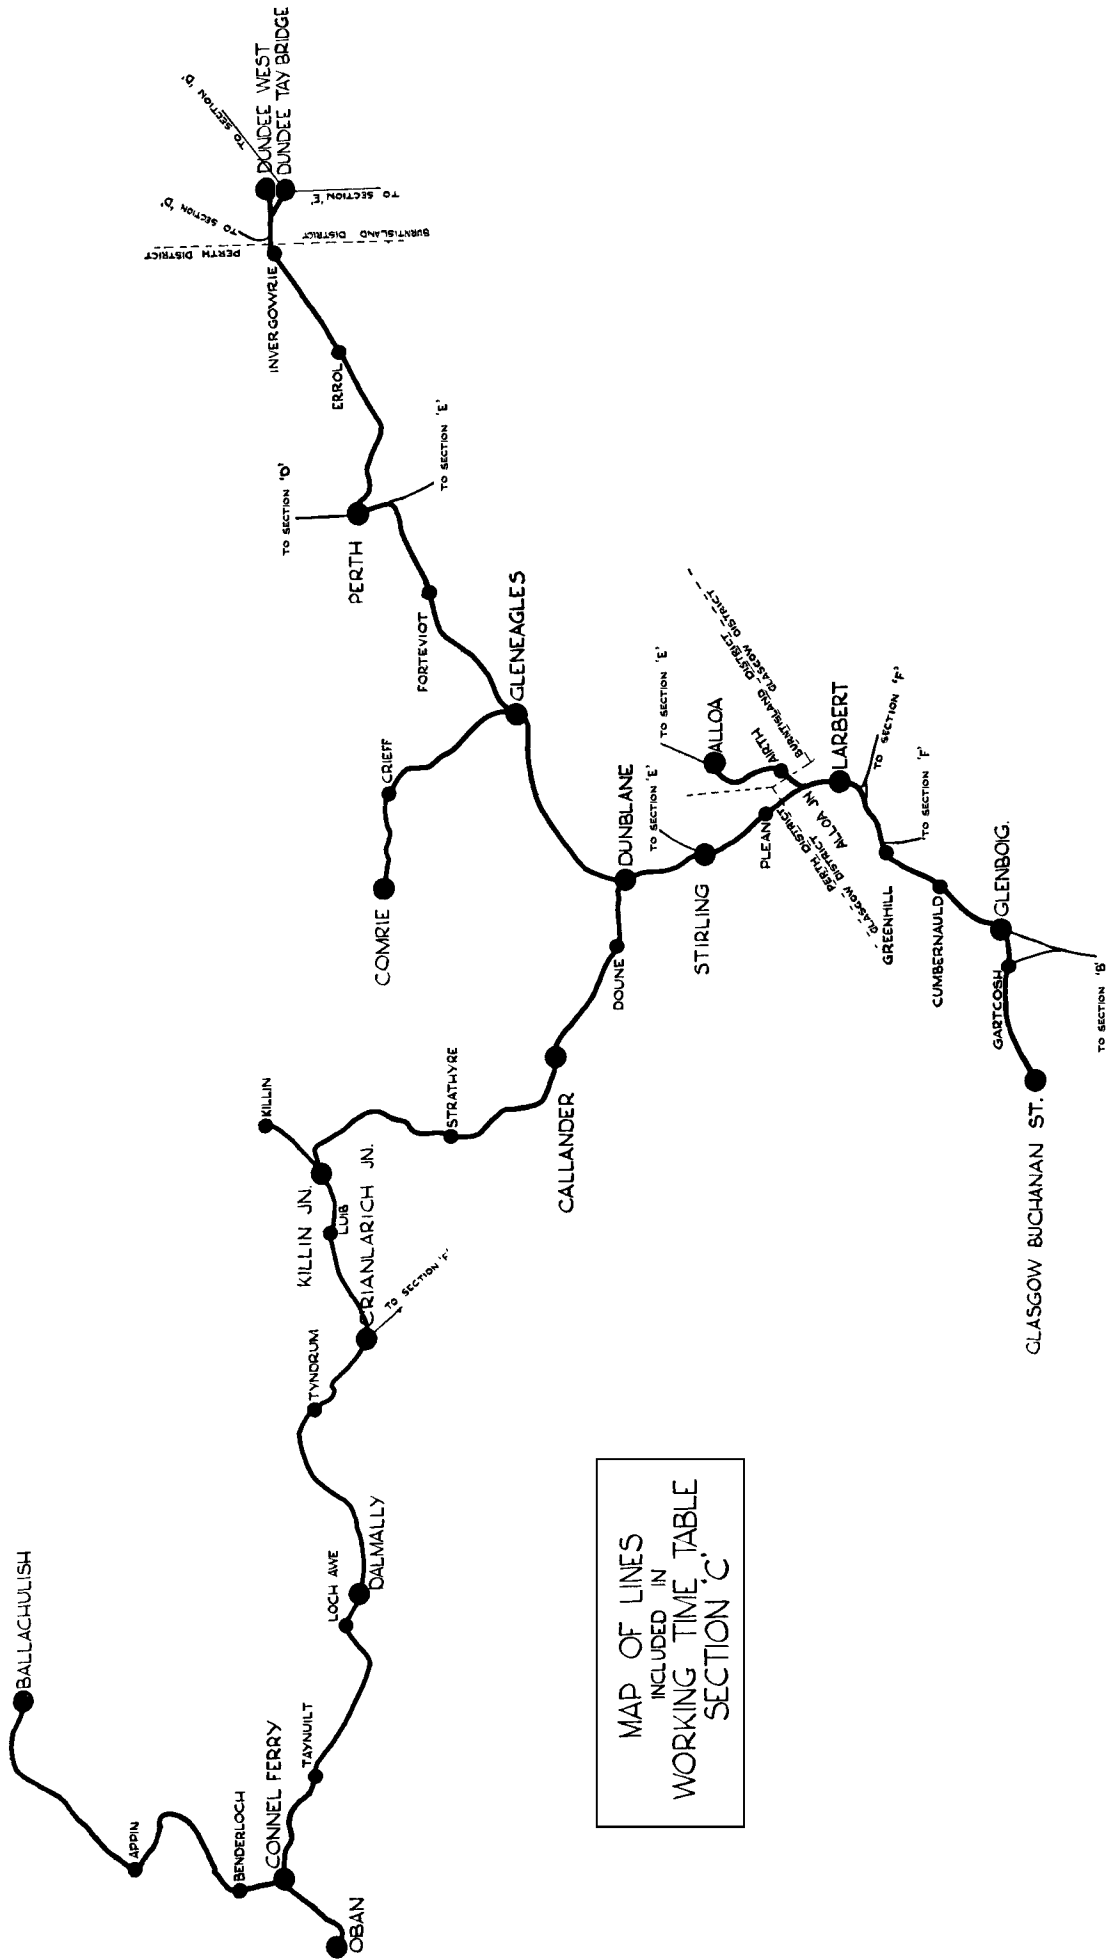 MAP OF LINES
INCLUDED IN
WORKING TIME TABLE
SECTION 'C'.
BALLACHULISH
APPIN
BENDERLOCH
CONNEL FERRY
OBAN
TAYNUILT
LOCH AWE
DALMALLY
TYNDRUM
CRIANLARICH JN.
TO SECTION 'F'
LUIB
KILLIN JN.
KILLIN
STRATHYRE
CALLANDER
DOUNE
DUNBLANE
COMRIE
CRIEFF
GLENEAGLES
FORTEVIOT
PERTH
TO SECTION 'D'
TO SECTION 'E'
ERROL
INVERGOWRIE
PERTH DISTRICT
BURNTISLAND DISTRICT
TO SECTION 'D'
TO SECTION 'D'
DUNDEE WEST
DUNDEE TAY BRIDGE
TO SECTION 'E'
STIRLING
TO SECTION 'E'
TO SECTION 'E'
ALLOA
AIRTH
BURNTISLAND DISTRICT
GLASGOW DISTRICT
PLEAN
PERTH DISTRICT
GLASGOW DISTRICT
ALLOA JN.
LARBERT
TO SECTION 'F'
TO SECTION 'F'
GREENHILL
CUMBERNAULD
GLENBOIG.
GARTCOSH
TO SECTION 'B'
GLASGOW BUCHANAN ST.